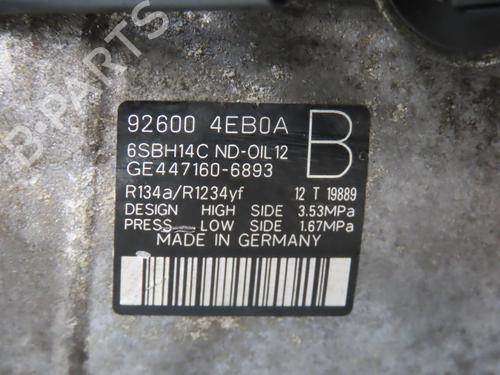 B-PARTS
92600 4EB0A B
6SBH14C ND-OIL12
GE447160-6893
R134a/R1234yf 12 T 19889
DESIGN HIGH SIDE 3.53MPa
PRESS LOW SIDE 1.67MPa
MADE IN GERMANY